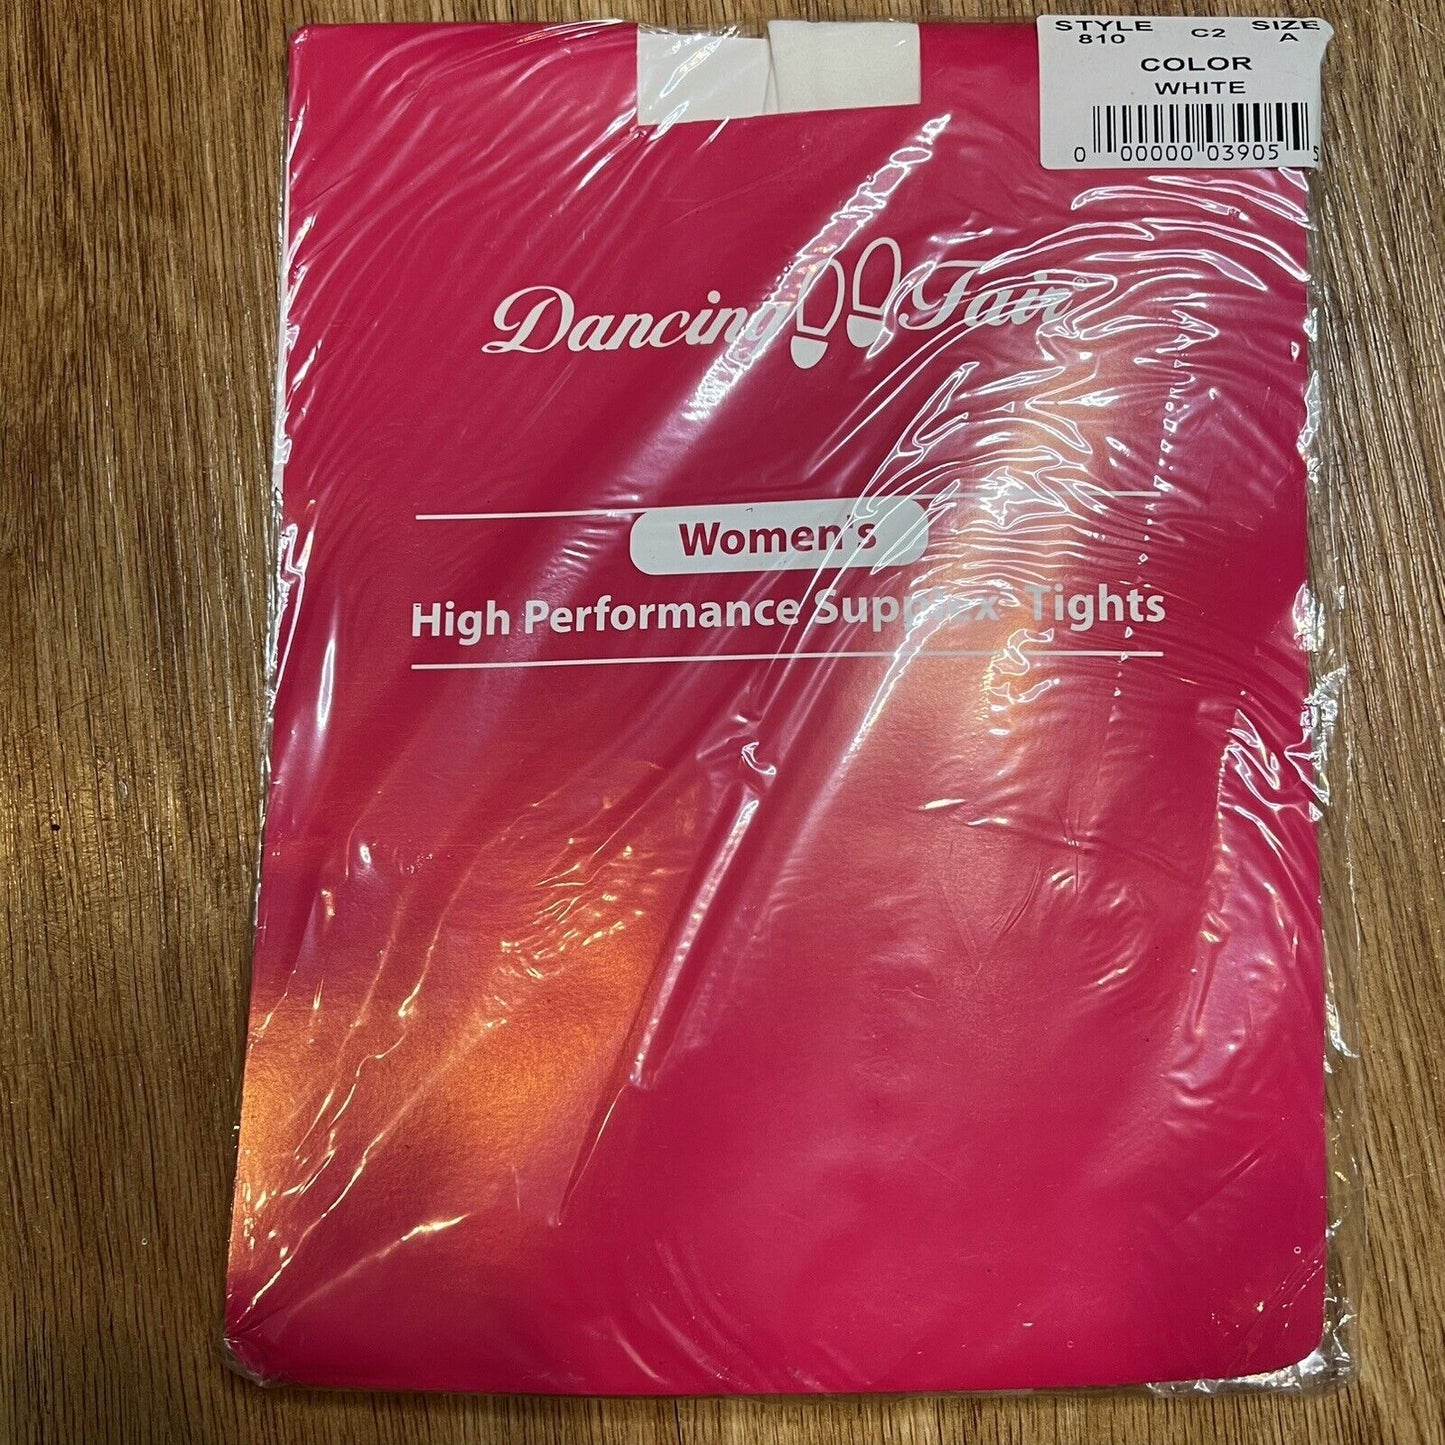 STYLE C2 SIZE
810 A
COLOR
WHITE
0 00000 03905 5
Dancing Fair
Women's
High Performance Supplex Tights